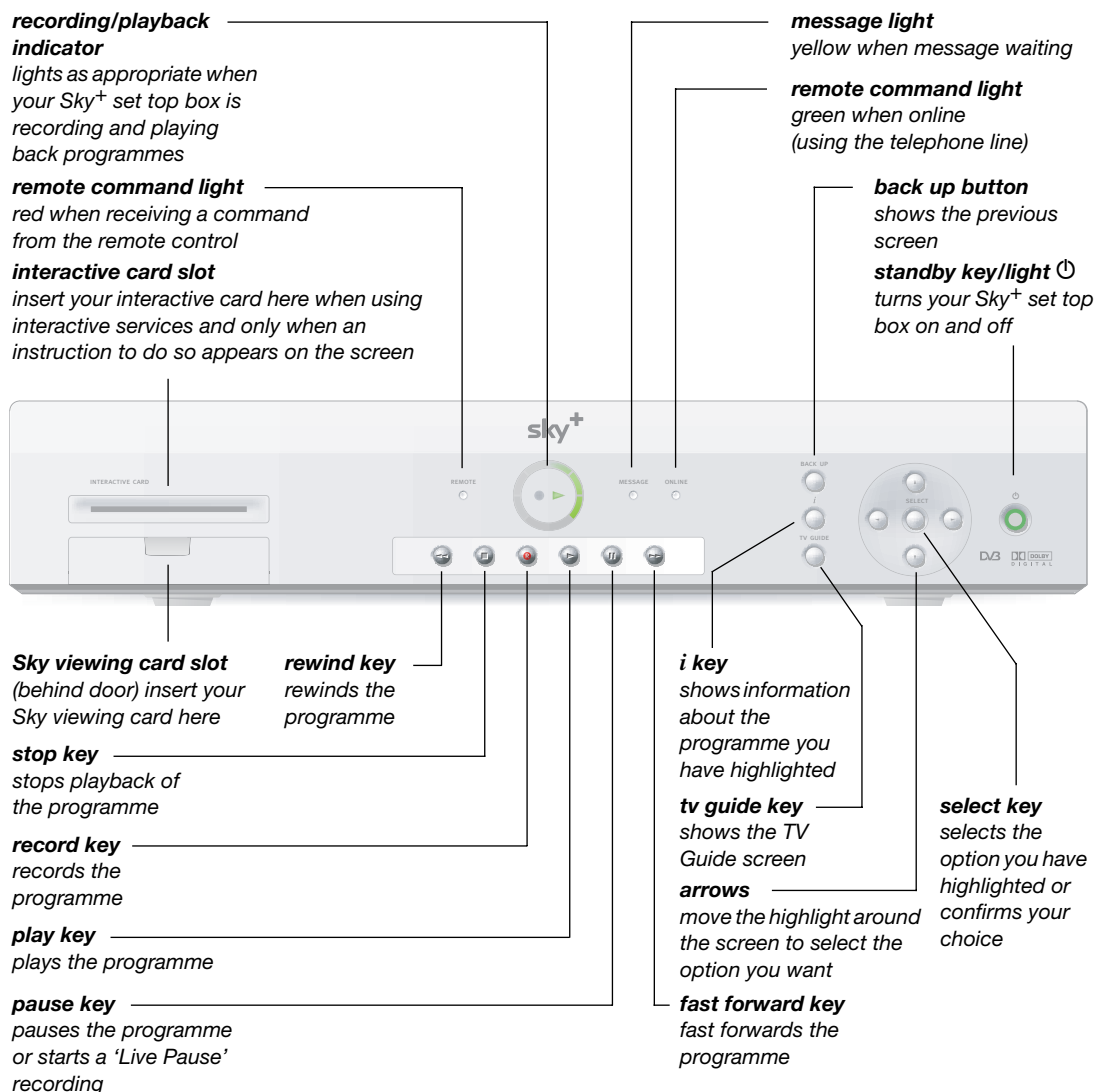 recording/playback
indicator
lights as appropriate when
your Sky+ set top box is
recording and playing
back programmes
remote command light
red when receiving a command
from the remote control
interactive card slot
insert your interactive card here when using
interactive services and only when an
instruction to do so appears on the screen
message light
yellow when message waiting
remote command light
green when online
(using the telephone line)
back up button
shows the previous
screen
standby key/light
turns your Sky+ set top
box on and off
sky+
INTERACTIVE CARD
REMOTE
MESSAGE
ONLINE
BACK UP
i
TV GUIDE
SELECT
DVB
DOLBY
DIGITAL
Sky viewing card slot
(behind door) insert your
Sky viewing card here
rewind key
rewinds the
programme
stop key
stops playback of
the programme
record key
records the
programme
play key
plays the programme
pause key
pauses the programme
or starts a ‘Live Pause’
recording
i key
shows information
about the
programme you
have highlighted
tv guide key
shows the TV
Guide screen
arrows
move the highlight around
the screen to select the
option you want
fast forward key
fast forwards the
programme
select key
selects the
option you have
highlighted or
confirms your
choice